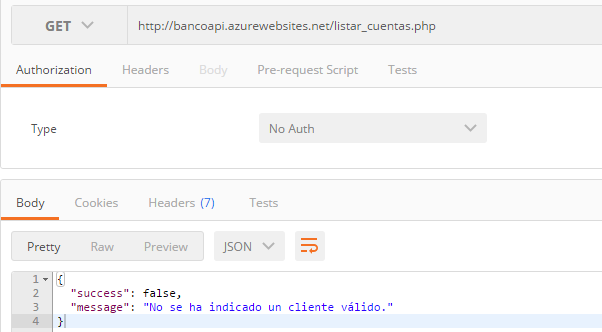 GET http://bancoapi.azurewebsites.net/listar_cuentas.php
Authorization Headers Body Pre-request Script Tests
Type No Auth
Body Cookies Headers (7) Tests
Pretty Raw Preview JSON
1 {
2 "success": false,
3 "message": "No se ha indicado un cliente válido."
4 }